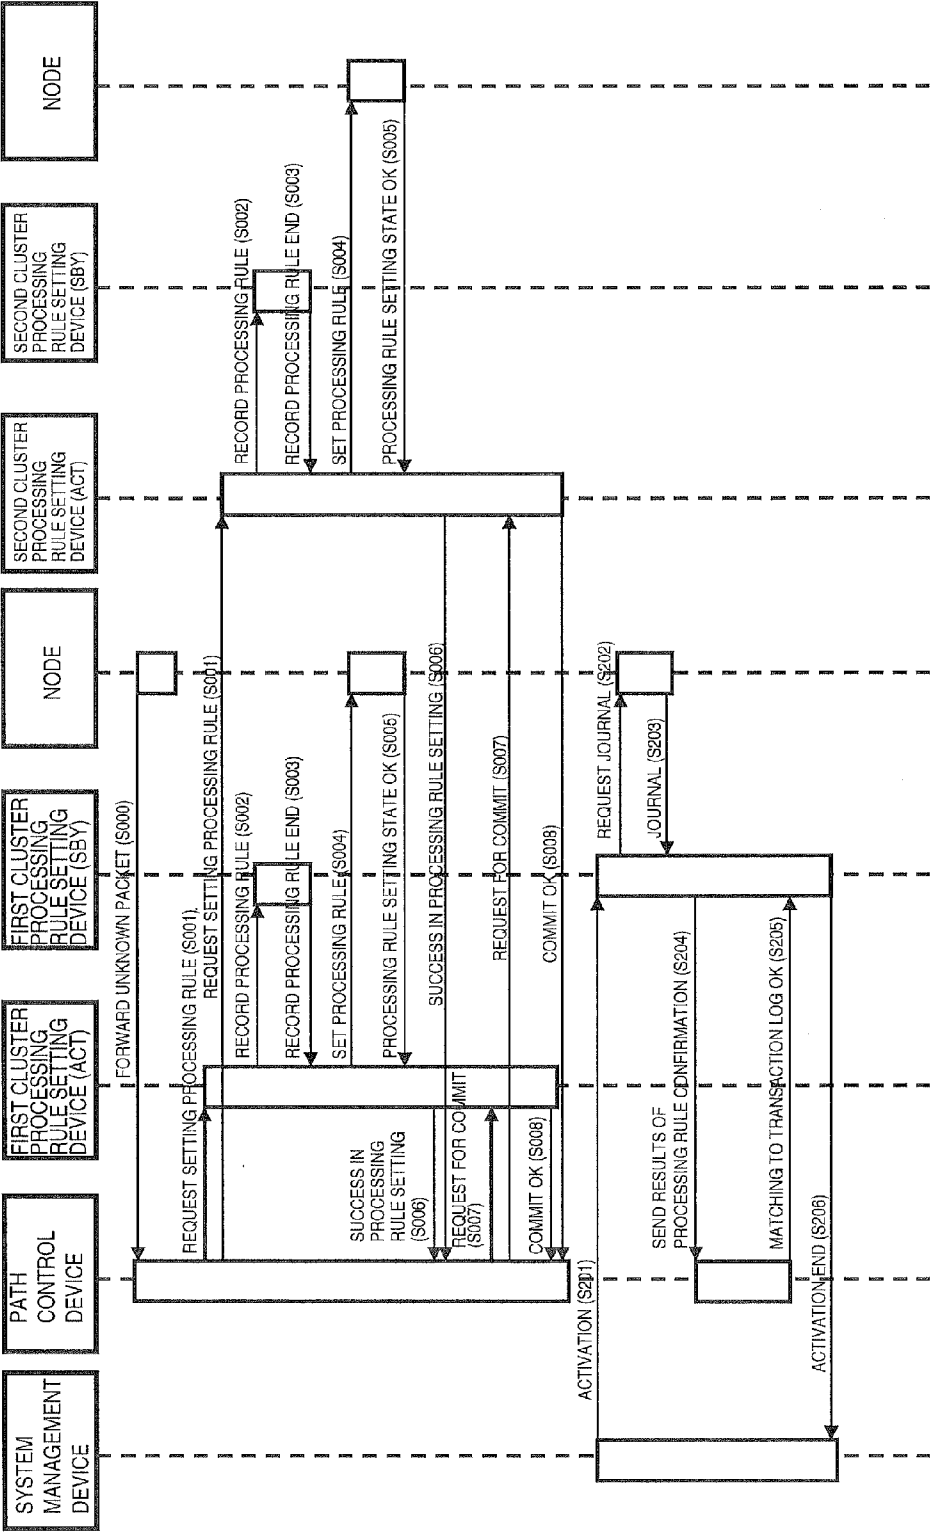 SYSTEM
MANAGEMENT
DEVICE
PATH
CONTROL
DEVICE
FIRST CLUSTER
PROCESSING
RULE SETTING
DEVICE (ACT)
FIRST CLUSTER
PROCESSING
RULE SETTING
DEVICE (SBY)
NODE
SECOND CLUSTER
PROCESSING
RULE SETTING
DEVICE (ACT)
SECOND CLUSTER
PROCESSING
RULE SETTING
DEVICE (SBY)
NODE
FORWARD UNKNOWN PACKET (S000)
REQUEST SETTING PROCESSING RULE (S001)
REQUEST SETTING PROCESSING RULE (S001)
RECORD PROCESSING RULE (S002)
RECORD PROCESSING RULE (S002)
RECORD PROCESSING RULE END (S003)
RECORD PROCESSING RULE END (S003)
SET PROCESSING RULE (S004)
SET PROCESSING RULE (S004)
PROCESSING RULE SETTING STATE OK (S005)
PROCESSING RULE SETTING STATE OK (S005)
SUCCESS IN
PROCESSING
RULE SETTING
(S006)
SUCCESS IN PROCESSING RULE SETTING (S006)
REQUEST FOR COMMIT
(S007)
REQUEST FOR COMMIT (S007)
COMMIT OK (S008)
COMMIT OK (S008)
ACTIVATION (S201)
REQUEST JOURNAL (S202)
JOURNAL (S203)
SEND RESULTS OF
PROCESSING RULE CONFIRMATION (S204)
MATCHING TO TRANSACTION LOG OK (S205)
ACTIVATION END (S206)